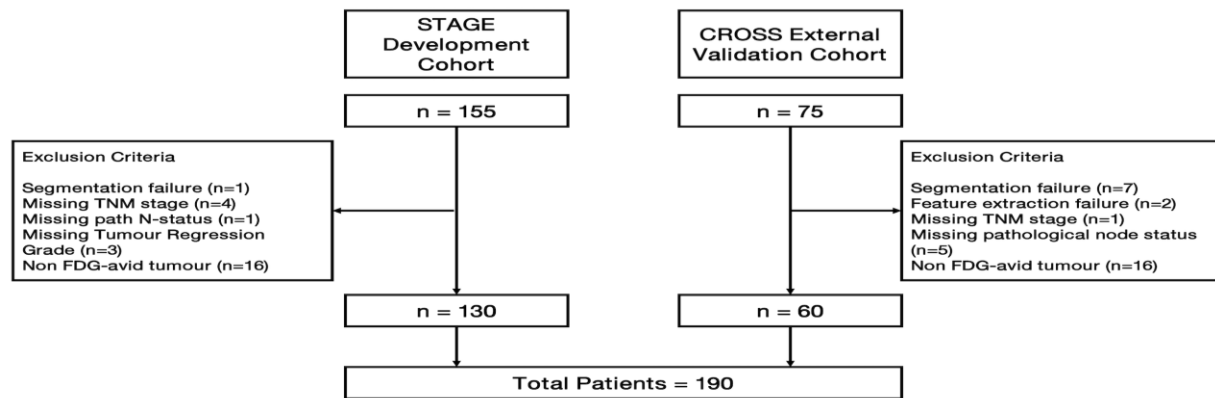 STAGE
Development
Cohort
CROSS External
Validation Cohort
n = 155
n = 75
Exclusion Criteria
Segmentation failure (n=1)
Missing TNM stage (n=4)
Missing path N-status (n=1)
Missing Tumour Regression
Grade (n=3)
Non FDG-avid tumour (n=16)
Exclusion Criteria
Segmentation failure (n=7)
Feature extraction failure (n=2)
Missing TNM stage (n=1)
Missing pathological node status
(n=5)
Non FDG-avid tumour (n=16)
n = 130
n = 60
Total Patients = 190